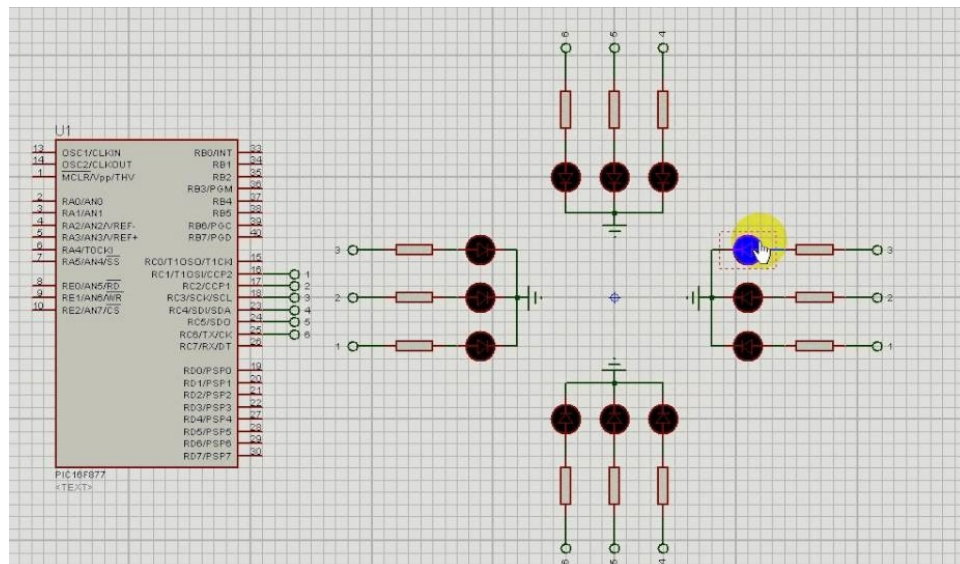 6 5 4
U1
13 OSC1/CLKIN RB0/INT 33
14 OSC2/CLKOUT RB1 34
1 MCLR/Vpp/THV RB2 35
RB3/PGM 36
2 RA0/AN0 RB4 37
3 RA1/AN1 RB5 38
4 RA2/AN2/VREF- RB6/PGC 39
5 RA3/AN3/VREF+ RB7/PGD 40
6 RA4/T0CKI
7 RA5/AN4/SS RC0/T1OSO/T1CKI 15
RC1/T1OSI/CCP2 16 1
8 RE0/AN5/RD RC2/CCP1 17 2
9 RE1/AN6/WR RC3/SCK/SCL 18 3
10 RE2/AN7/CS RC4/SDI/SDA 23 4
RC5/SDO 24 5
RC6/TX/CK 25 6
RC7/RX/DT 26
RD0/PSP0 19
RD1/PSP1 20
RD2/PSP2 21
RD3/PSP3 22
RD4/PSP4 27
RD5/PSP5 28
RD6/PSP6 29
RD7/PSP7 30
PIC16F877
<TEXT>
3
2
1
3
2
1
6 5 4